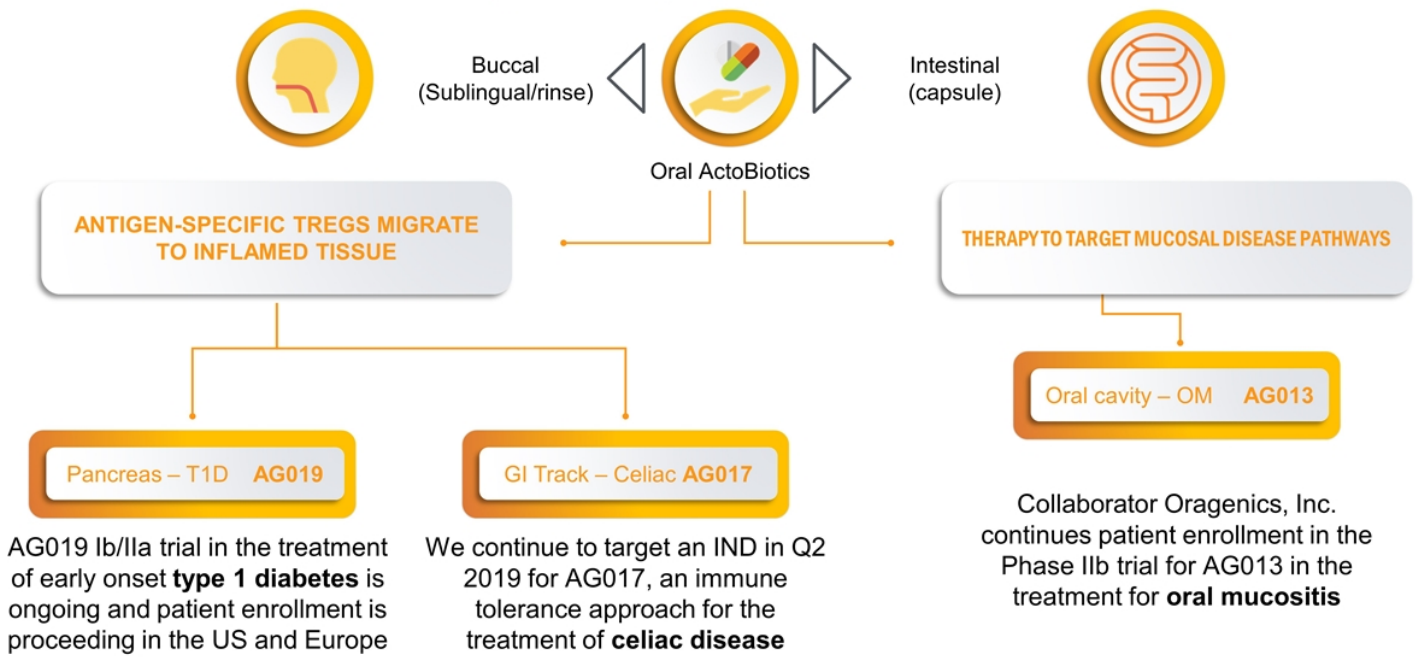 Buccal
(Sublingual/rinse)
Intestinal
(capsule)
Oral ActoBiotics
ANTIGEN-SPECIFIC TREGS MIGRATE
TO INFLAMED TISSUE
THERAPY TO TARGET MUCOSAL DISEASE PATHWAYS
Pancreas – T1D AG019
AG019 Ib/IIa trial in the treatment
of early onset type 1 diabetes is
ongoing and patient enrollment is
proceeding in the US and Europe
GI Track – Celiac AG017
We continue to target an IND in Q2
2019 for AG017, an immune
tolerance approach for the
treatment of celiac disease
Oral cavity – OM AG013
Collaborator Oragenics, Inc.
continues patient enrollment in the
Phase IIb trial for AG013 in the
treatment for oral mucositis